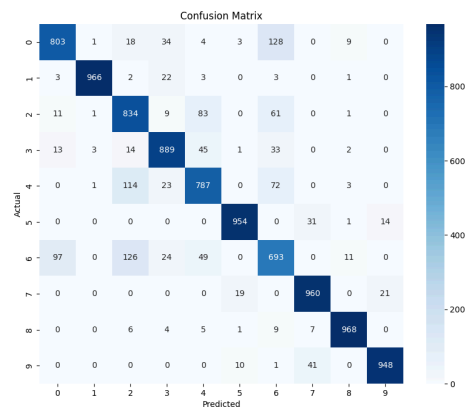 Confusion Matrix
0 803 1 18 34 4 3 128 0 9 0
1 3 966 2 22 3 0 3 0 1 0
2 11 1 834 9 83 0 61 0 1 0
3 13 3 14 889 45 1 33 0 2 0
4 0 1 114 23 787 0 72 0 3 0
5 0 0 0 0 0 954 0 31 1 14
6 97 0 126 24 49 0 693 0 11 0
7 0 0 0 0 0 19 0 960 0 21
8 0 0 6 4 5 1 9 7 968 0
9 0 0 0 0 0 10 1 41 0 948
0 1 2 3 4 5 6 7 8 9
Predicted
Actual
800
600
400
200
0